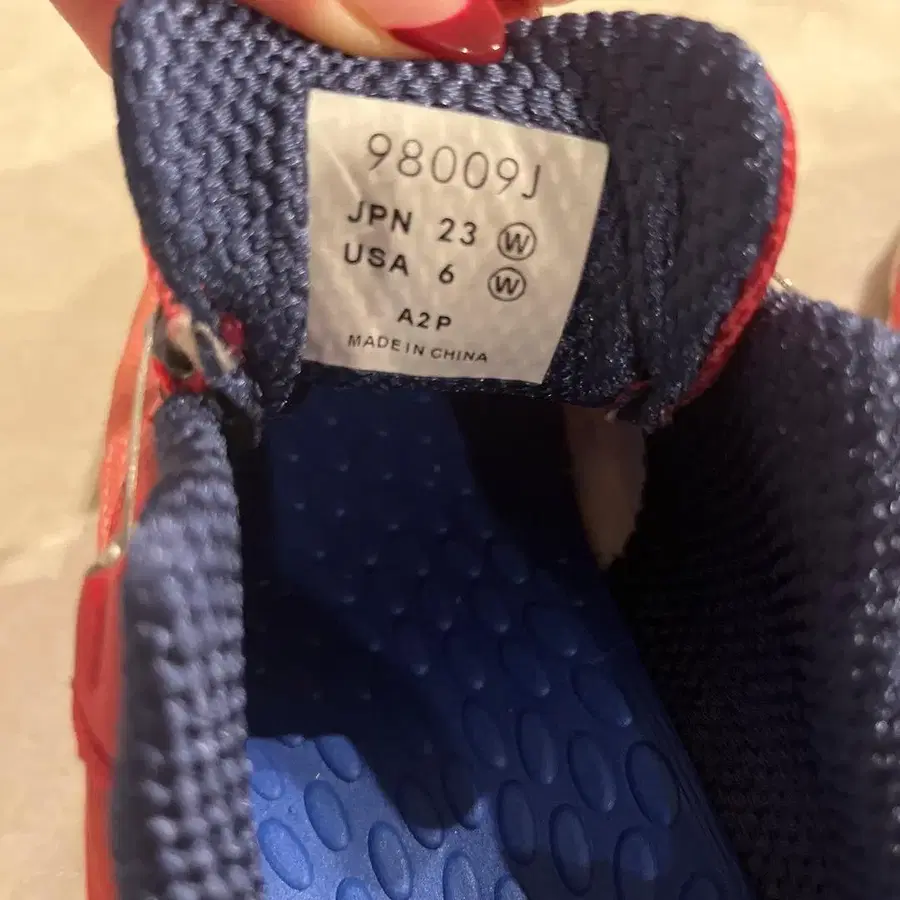 98009J
JPN 23 Ⓦ
USA 6 Ⓦ
A2P
MADE IN CHINA